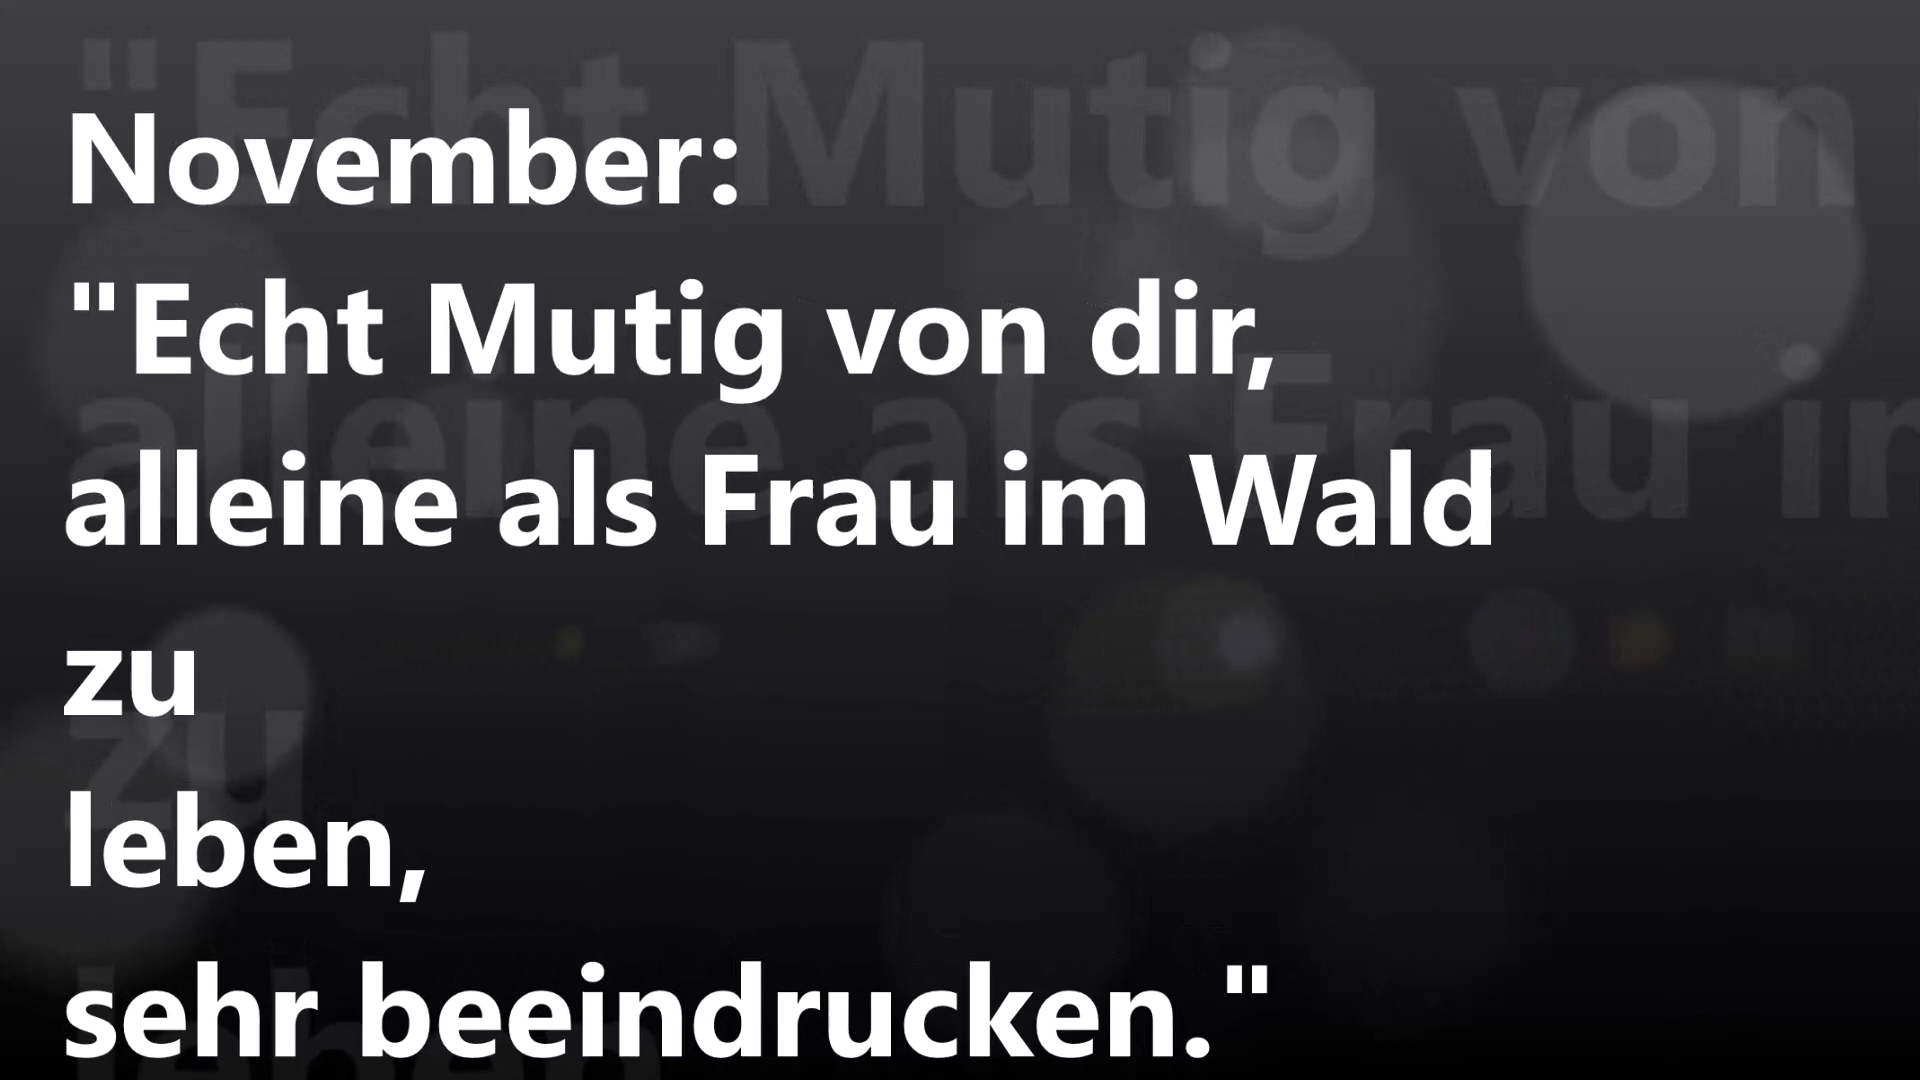 November:
"Echt Mutig von dir,
alleine als Frau im Wald
zu
leben,
sehr beeindrucken."